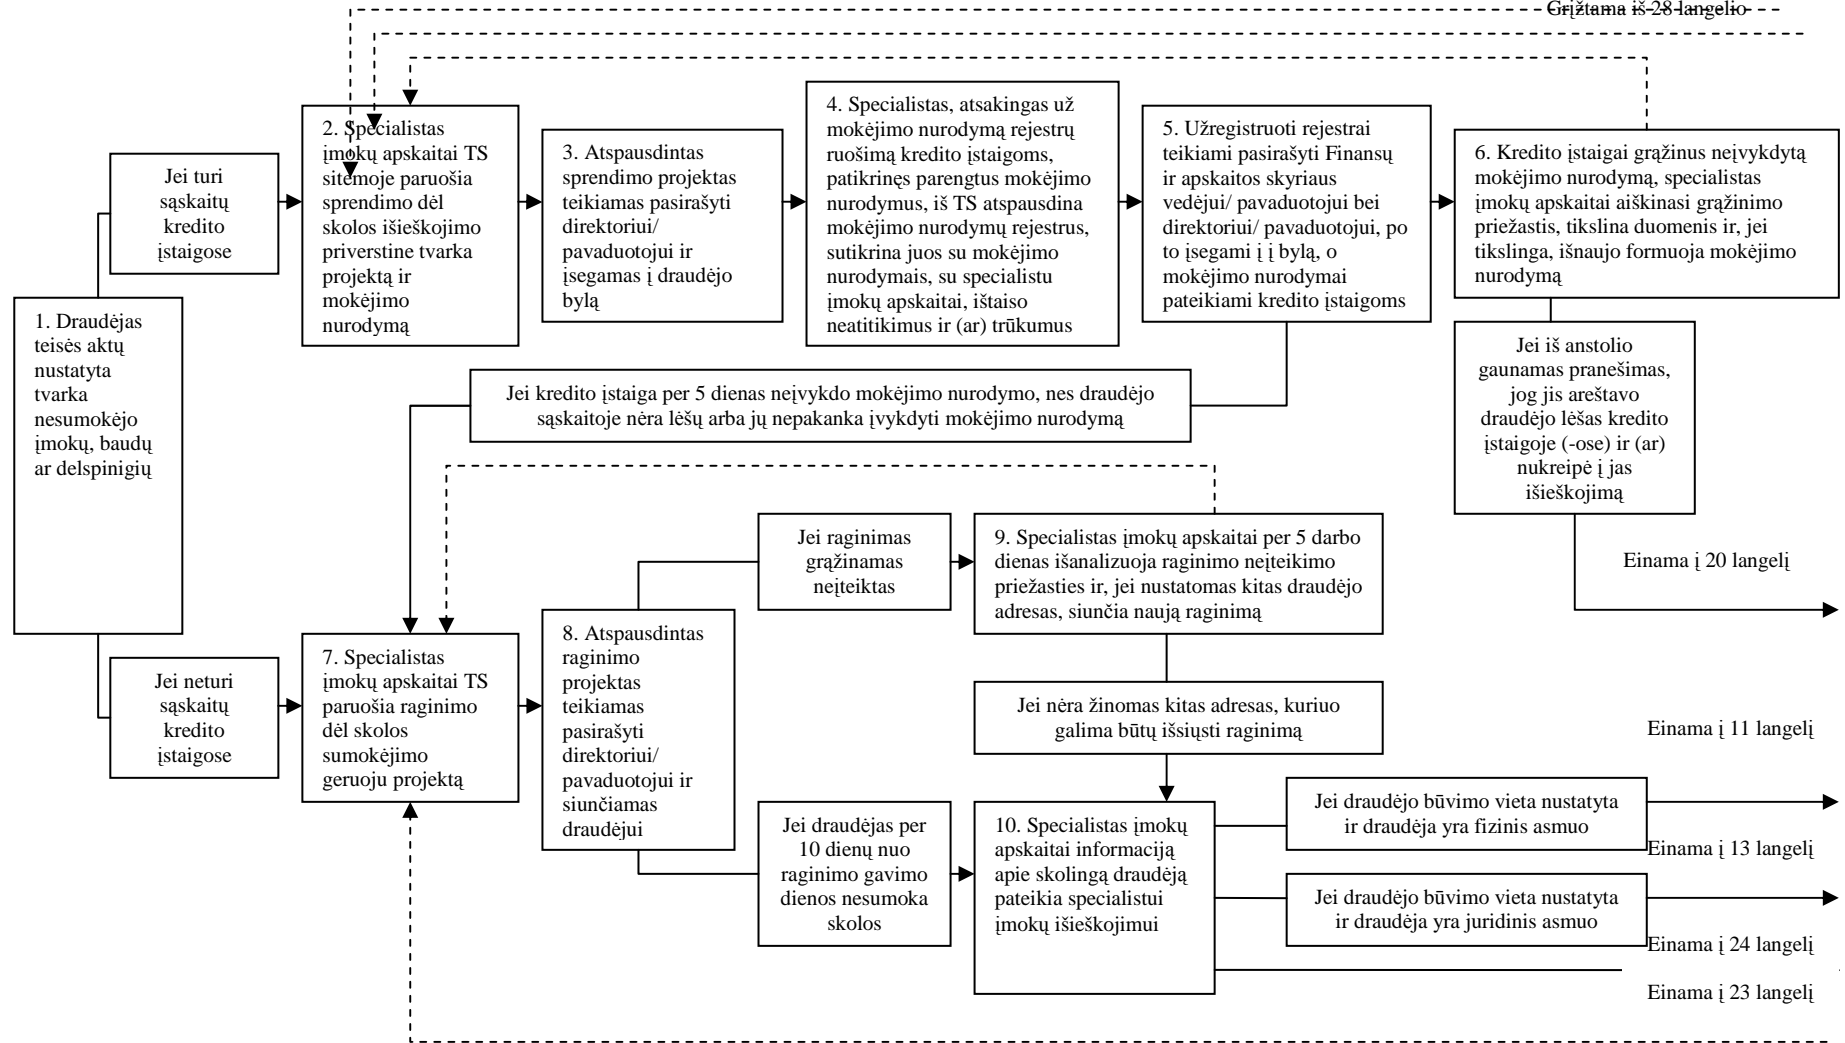 Grįžtama iš 28 langelio
Jei turi
sąskaitų
kredito
įstaigose
2. Specialistas
įmokų apskaitai TS
sitemoje paruošia
sprendimo dėl
skolos išieškojimo
priverstine tvarka
projektą ir
mokėjimo
nurodymą
3. Atspausdintas
sprendimo projektas
teikiamas pasirašyti
direktoriui/
pavaduotojui ir
įsegamas į draudėjo
bylą
4. Specialistas, atsakingas už
mokėjimo nurodymą rejestrų
ruošimą kredito įstaigoms,
patikrinęs parengtus mokėjimo
nurodymus, iš TS atspausdina
mokėjimo nurodymų rejestrus,
sutikrina juos su mokėjimo
nurodymais, su specialistu
įmokų apskaitai, ištaiso
neatitikimus ir (ar) trūkumus
5. Užregistruoti rejestrai
teikiami pasirašyti Finansų
ir apskaitos skyriaus
vedėjui/ pavaduotojui bei
direktoriui/ pavaduotojui, po
to įsegami į į bylą, o
mokėjimo nurodymai
pateikiami kredito įstaigoms
6. Kredito įstaigai grąžinus neįvykdytą
mokėjimo nurodymą, specialistas
įmokų apskaitai aiškinasi grąžinimo
priežastis, tikslina duomenis ir, jei
tikslinga, išnaujo formuoja mokėjimo
nurodymą
1. Draudėjas
teisės aktų
nustatyta
tvarka
nesumokėjo
įmokų, baudų
ar delspinigių
Jei kredito įstaiga per 5 dienas neįvykdo mokėjimo nurodymo, nes draudėjo
sąskaitoje nėra lėšų arba jų nepakanka įvykdyti mokėjimo nurodymą
Jei iš anstolio
gaunamas pranešimas,
jog jis areštavo
draudėjo lėšas kredito
įstaigoje (-ose) ir (ar)
nukreipė į jas
išieškojimą
Einama į 20 langelį
Jei raginimas
grąžinamas
neįteiktas
9. Specialistas įmokų apskaitai per 5 darbo
dienas išanalizuoja raginimo neįteikimo
priežasties ir, jei nustatomas kitas draudėjo
adresas, siunčia naują raginimą
Jei neturi
sąskaitų
kredito
įstaigose
7. Specialistas
įmokų apskaitai TS
paruošia raginimo
dėl skolos
sumokėjimo
geruoju projektą
8. Atspausdintas
raginimo
projektas
teikiamas
pasirašyti
direktoriui/
pavaduotojui ir
siunčiamas
draudėjui
Jei nėra žinomas kitas adresas, kuriuo
galima būtų išsiųsti raginimą
Einama į 11 langelį
Jei draudėjas per
10 dienų nuo
raginimo gavimo
dienos nesumoka
skolos
10. Specialistas įmokų
apskaitai informaciją
apie skolingą draudėją
pateikia specialistui
įmokų išieškojimui
Jei draudėjo būvimo vieta nustatyta
ir draudėja yra fizinis asmuo
Einama į 13 langelį
Jei draudėjo būvimo vieta nustatyta
ir draudėja yra juridinis asmuo
Einama į 24 langelį
Einama į 23 langelį